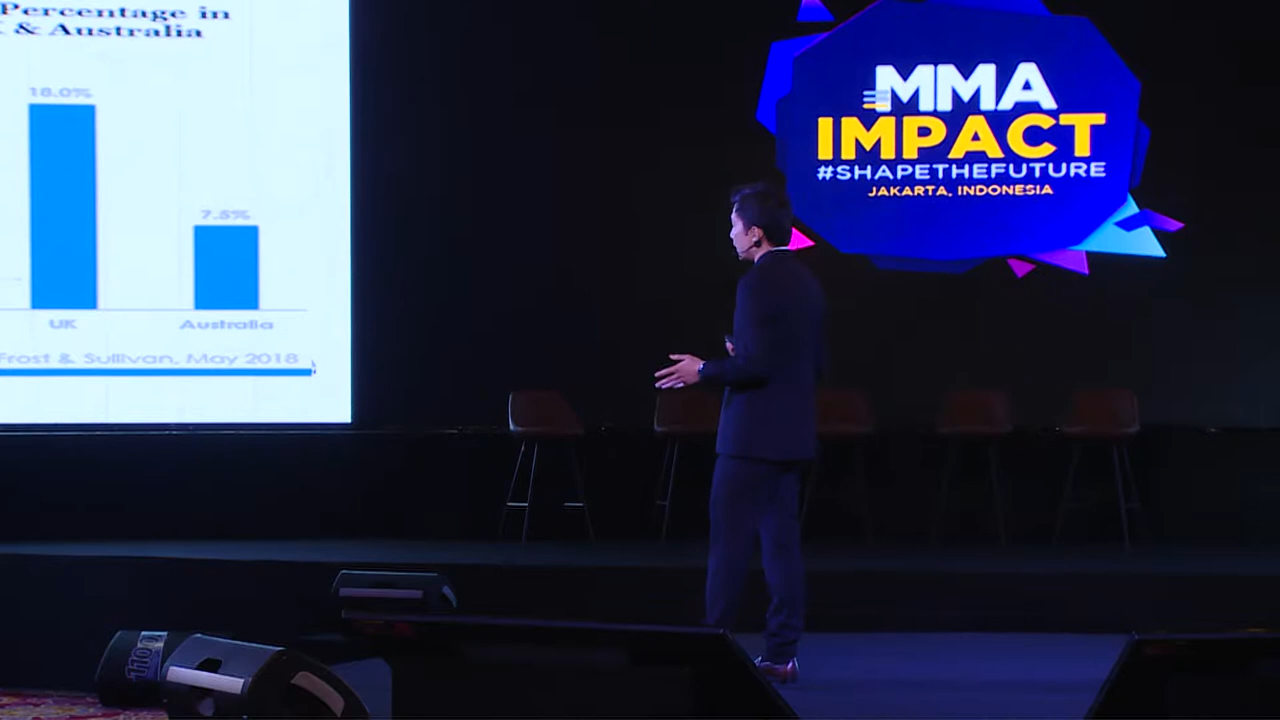 Percentage in
& Australia
18.0%
7.5%
UK
Australia
Frost & Sullivan, May 2018
MMA
IMPACT
#SHAPETHEFUTURE
JAKARTA, INDONESIA